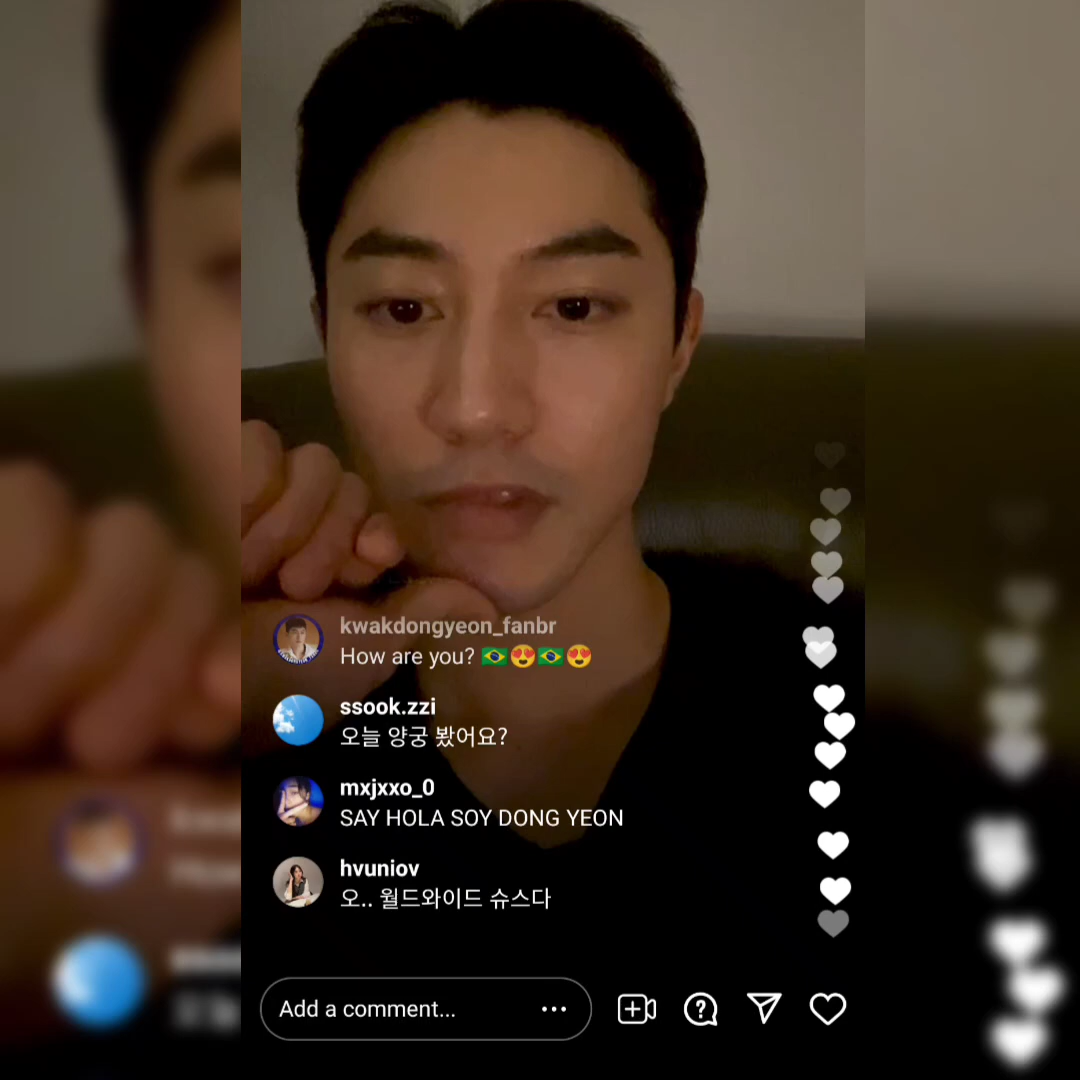 kwakdongyeon_fanbr
How are you? 🇧🇷😍🇧🇷😍
ssook.zzi
오늘 양궁 봤어요?
mxjxxo_0
SAY HOLA SOY DONG YEON
hvuniov
오.. 월드와이드 슈스다
Add a comment...